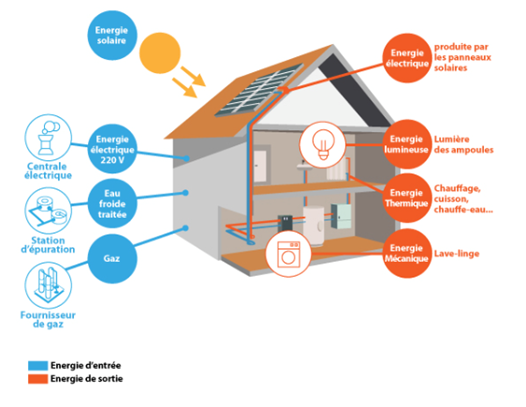 Energie
solaire
Energie
électrique
produite par
les panneaux
solaires
Centrale
électrique
Energie
électrique
220 V
Energie
lumineuse
Lumière
des ampoules
Station
d'épuration
Eau
froide
traitée
Energie
Thermique
Chauffage,
cuisson,
chauffe-eau...
Fournisseur
de gaz
Gaz
Energie
Mécanique
Lave-linge
Energie d'entrée
Energie de sortie